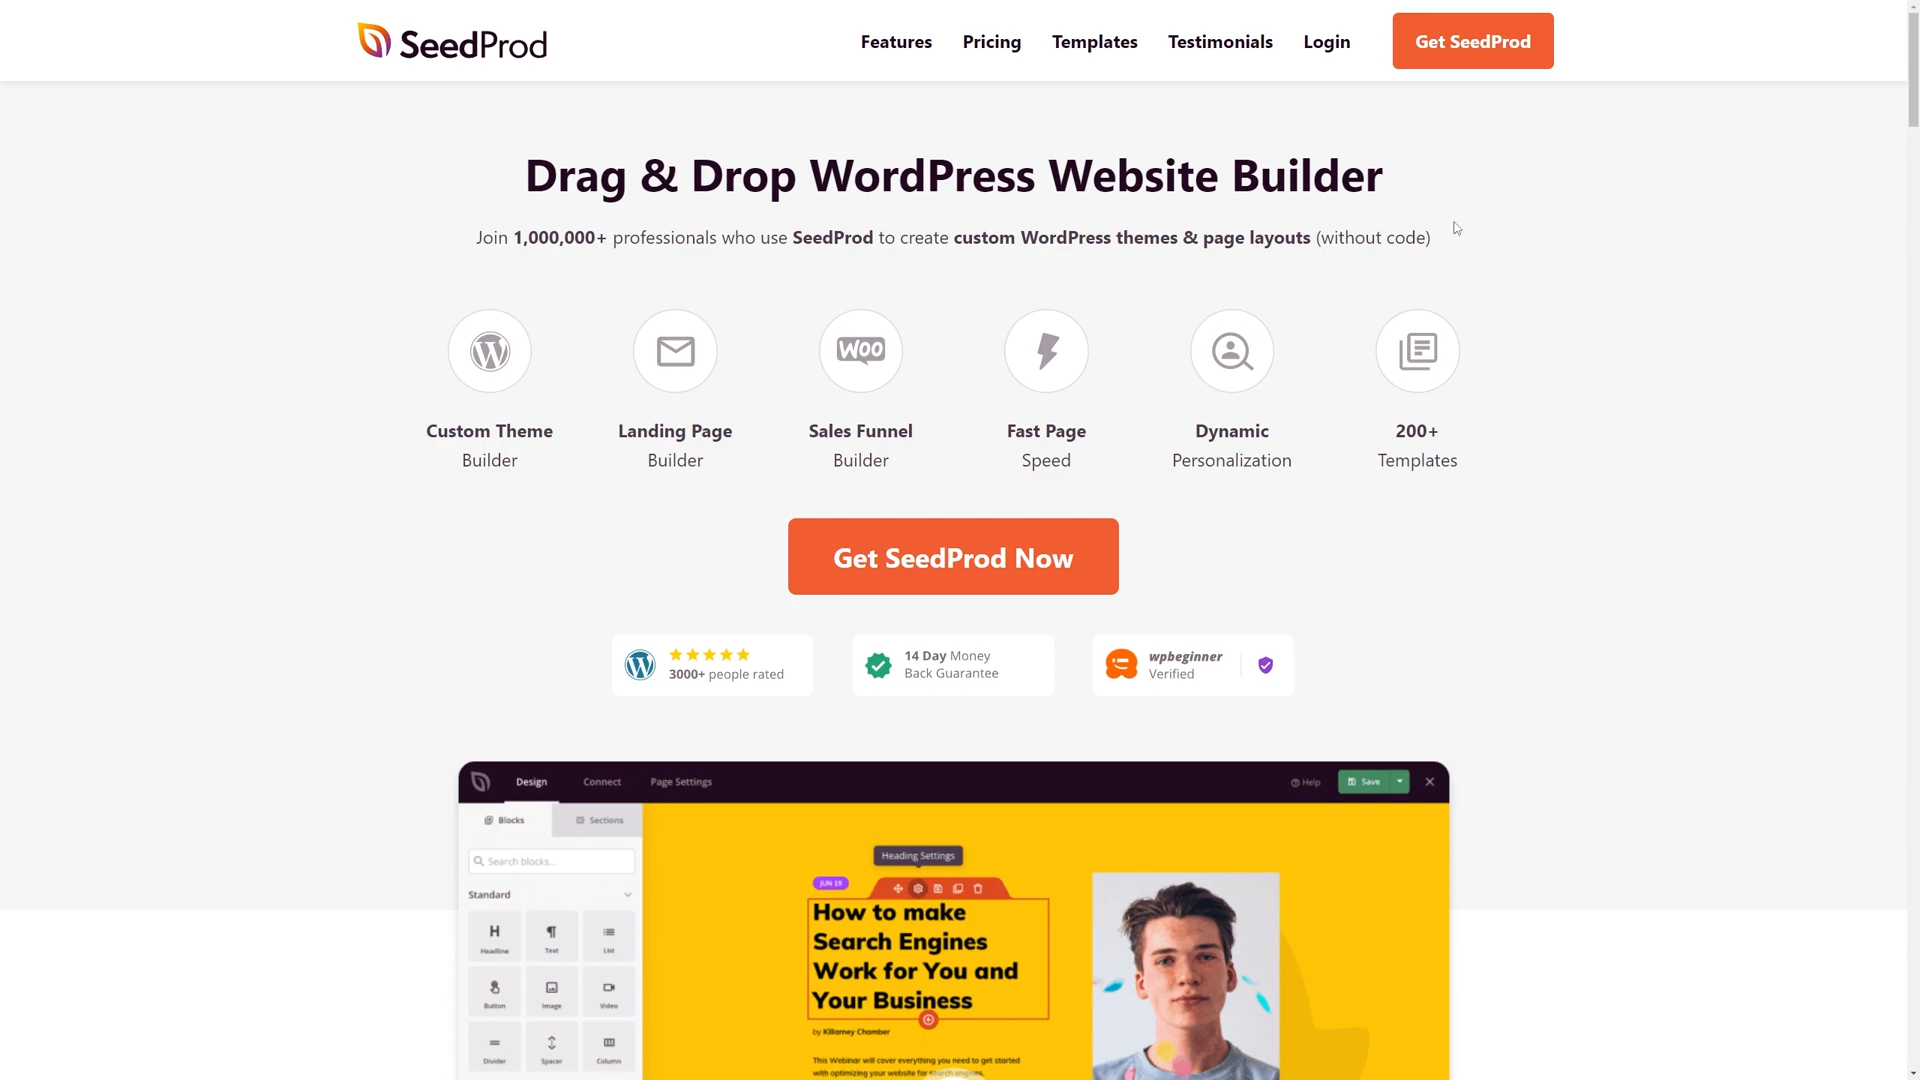 SeedProd
Features Pricing Templates Testimonials Login Get SeedProd
Drag & Drop WordPress Website Builder
Join 1,000,000+ professionals who use SeedProd to create custom WordPress themes & page layouts (without code)
WOO
Custom Theme
Builder
Landing Page
Builder
Sales Funnel
Builder
Fast Page
Speed
Dynamic
Personalization
200+
Templates
Get SeedProd Now
3000+ people rated
14 Day Money
Back Guarantee
wpbeginner
Verified
Design Connect Page Settings Help Save
Blocks Sections
Search blocks...
Standard
Headline Text List
Button Image Video
Divider Spacer Column
Heading Settings
JUN 19
How to make
Search Engines
Work for You and
Your Business
by Killarney Chamber
This Webinar will cover everything you need to get started
with optimizing your website for search engines.